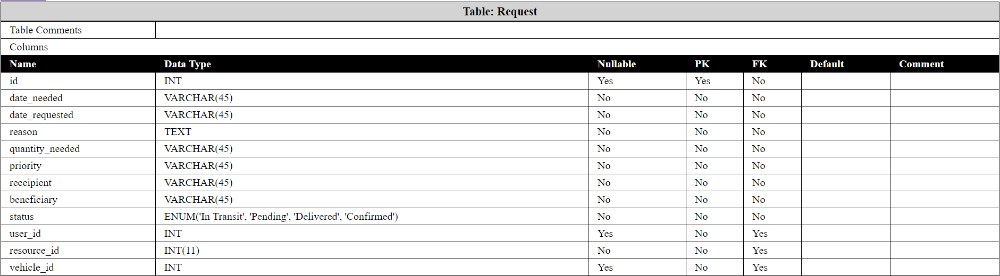 Table: Request
Table Comments
Columns
Name Data Type Nullable PK FK Default Comment
id INT Yes Yes No
date_needed VARCHAR(45) No No No
date_requested VARCHAR(45) No No No
reason TEXT No No No
quantity_needed VARCHAR(45) No No No
priority VARCHAR(45) No No No
receipient VARCHAR(45) No No No
beneficiary VARCHAR(45) No No No
status ENUM('In Transit', 'Pending', 'Delivered', 'Confirmed') No No No
user_id INT Yes No Yes
resource_id INT(11) No No Yes
vehicle_id INT Yes No Yes